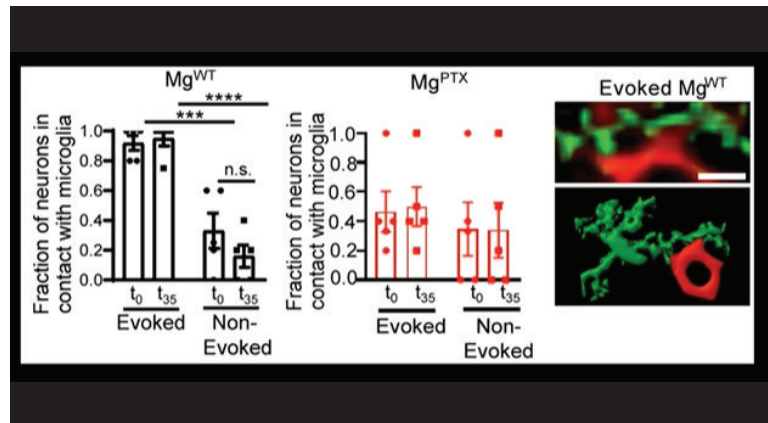 Mg^WT
****
***
n.s.
Fraction of neurons in
contact with microglia
1.0
0.8
0.6
0.4
0.2
0.0
t₀ t₃₅ t₀ t₃₅
Evoked Non-
Evoked
Mg^PTX
Fraction of neurons in
contact with microglia
1.0
0.8
0.6
0.4
0.2
0.0
t₀ t₃₅ t₀ t₃₅
Evoked Non-
Evoked
Evoked Mg^WT